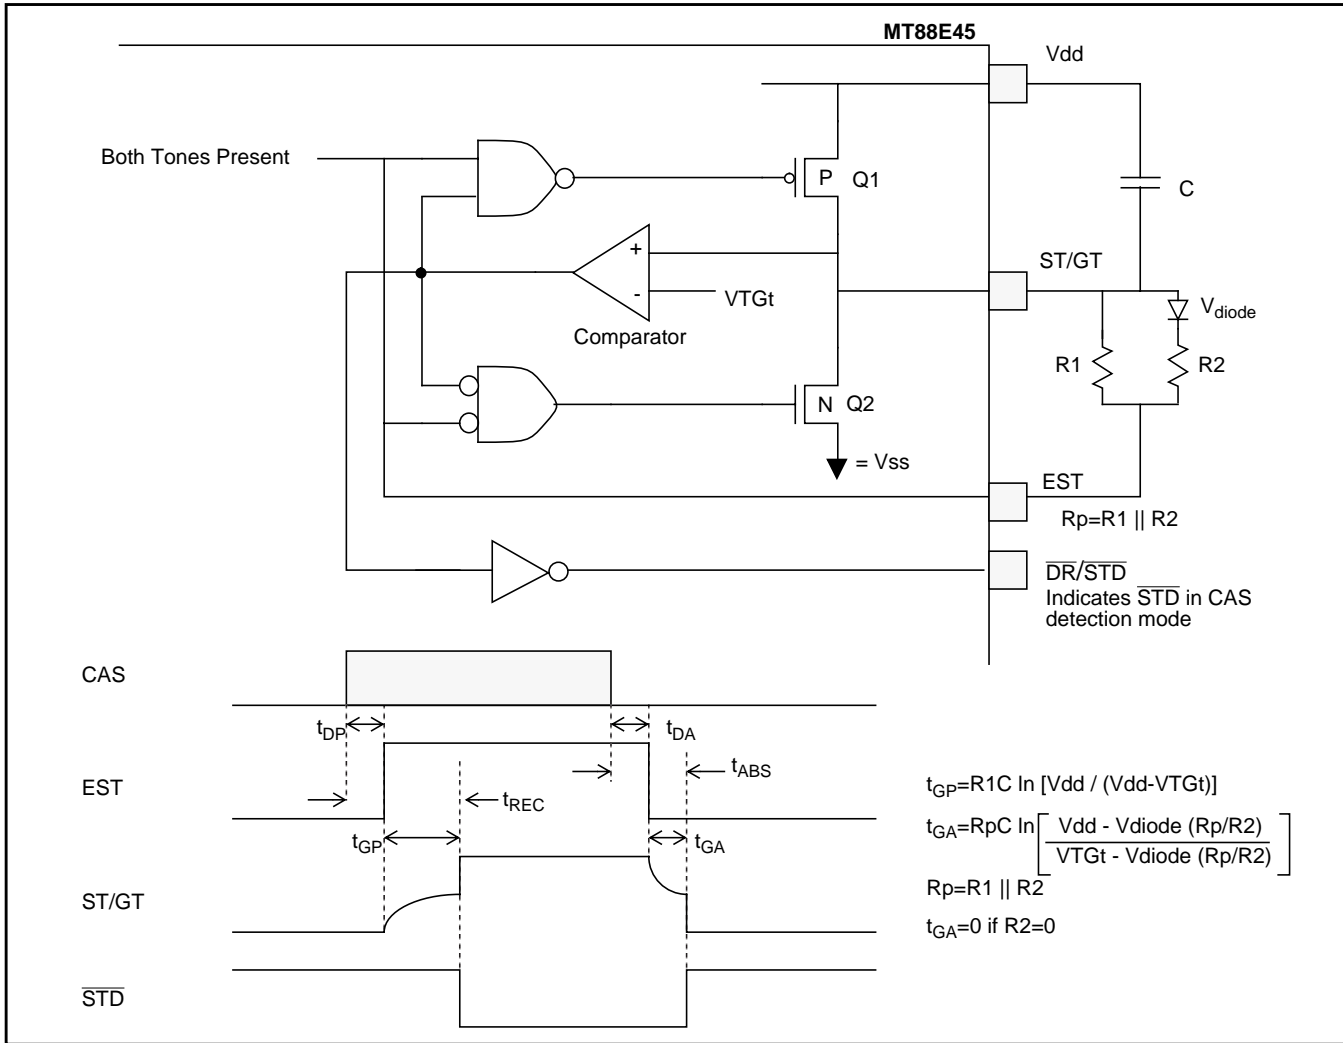 MT88E45
Vdd
Both Tones Present
P
Q1
C
+
-
VTGt
Comparator
ST/GT
Vdiode
R1
R2
N
Q2
= Vss
EST
Rp=R1 || R2
DR/STD
Indicates STD in CAS
detection mode
CAS
tDP
tDA
EST
tREC
tABS
tGP
tGA
ST/GT
STD
tGP=R1C ln [Vdd / (Vdd-VTGt)]
tGA=RpC ln[Vdd - Vdiode (Rp/R2)
VTGt - Vdiode (Rp/R2)]
Rp=R1 || R2
tGA=0 if R2=0